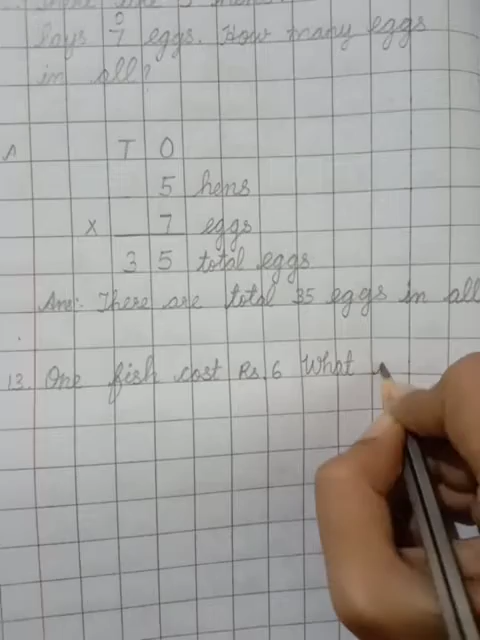 lays 7 eggs. How many eggs
in all?
T O
5 hens
x 7 eggs
3 5 total eggs
Ans: There are total 35 eggs in all
13. One fish cost Rs. 6 What